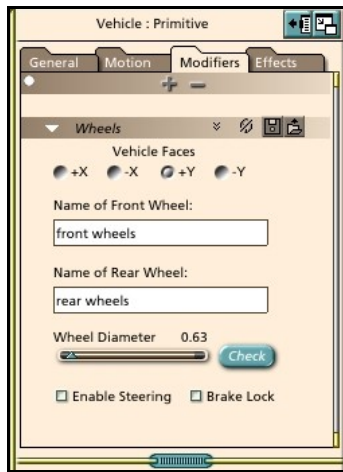 Vehicle : Primitive
General Motion Modifiers Effects
Wheels
Vehicle Faces
+X -X +Y -Y
Name of Front Wheel:
front wheels
Name of Rear Wheel:
rear wheels
Wheel Diameter 0.63
Check
Enable Steering Brake Lock